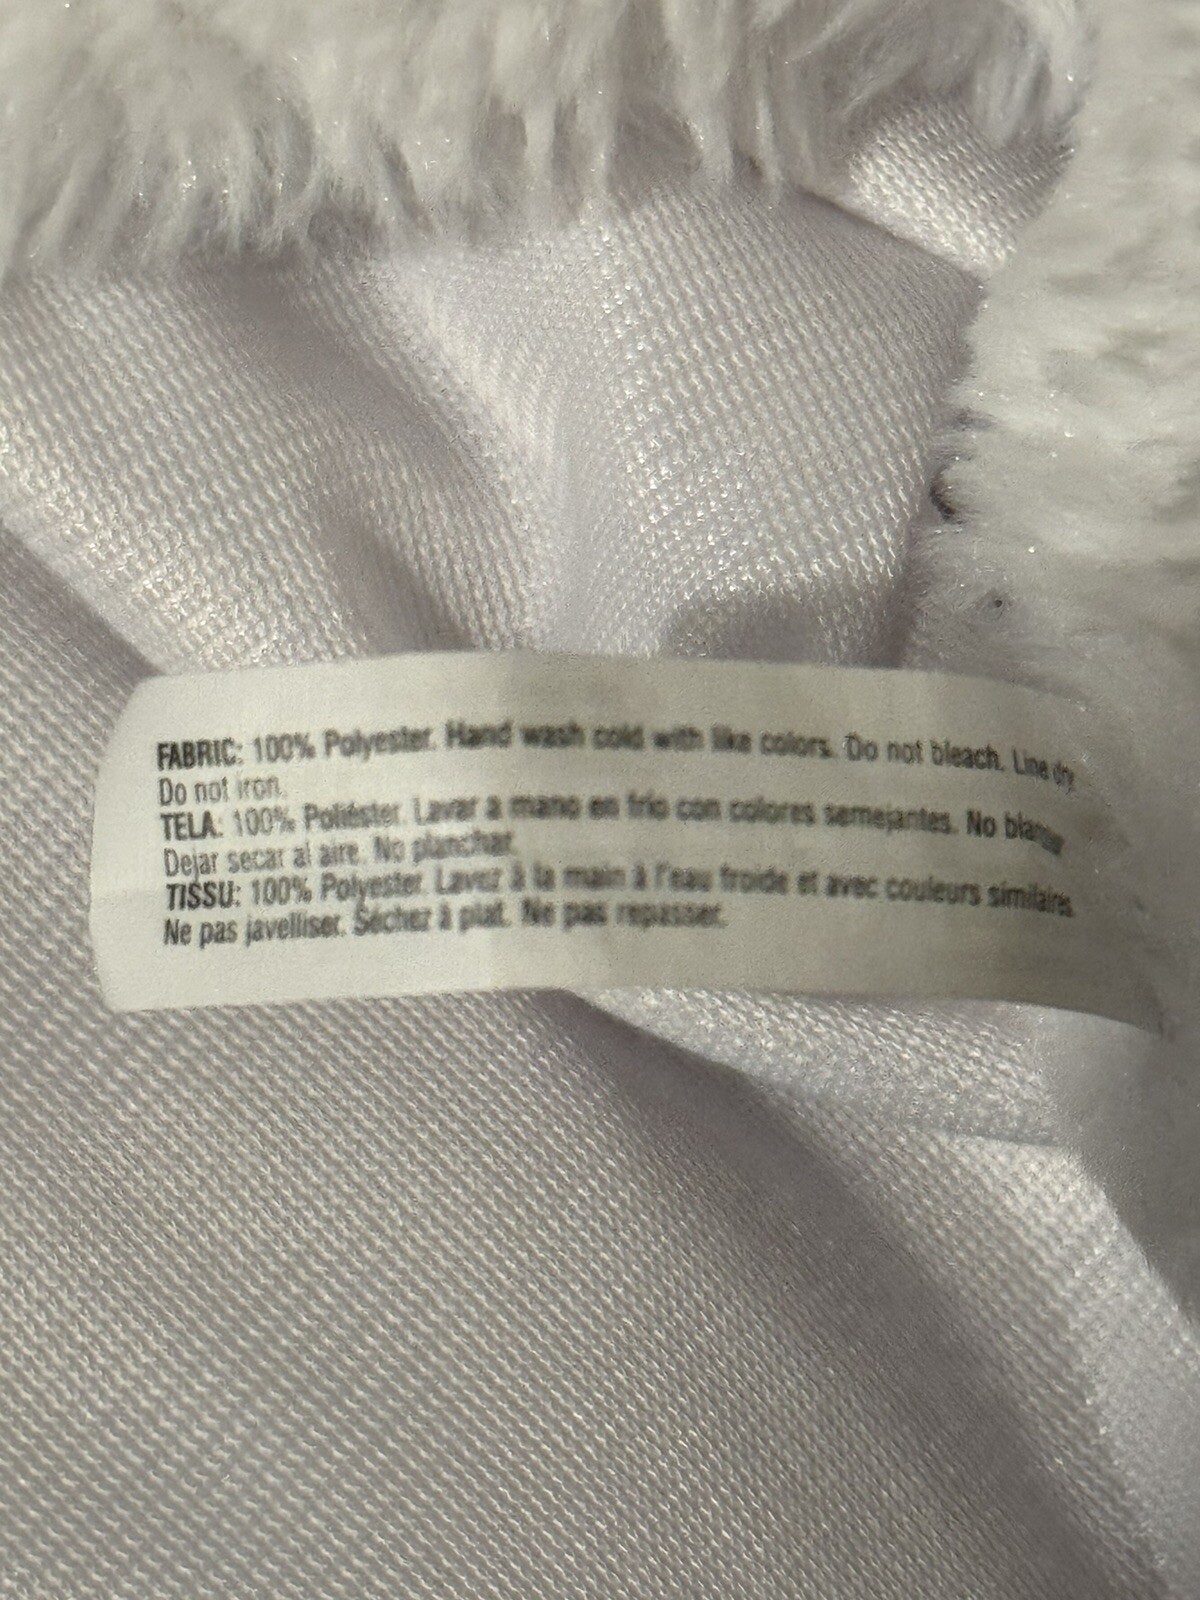 FABRIC: 100% Polyester. Hand wash cold with like colors. Do not bleach. Line dry.
Do not iron.
TELA: 100% Poliéster. Lavar a mano en frío con colores semejantes. No
Dejar secar al aire. No planchar.
TISSU: 100% Polyester. Lavez à la main à l'eau froide et avec couleurs similaires.
Ne pas javelliser. Séchez à plat. Ne pas repasser.